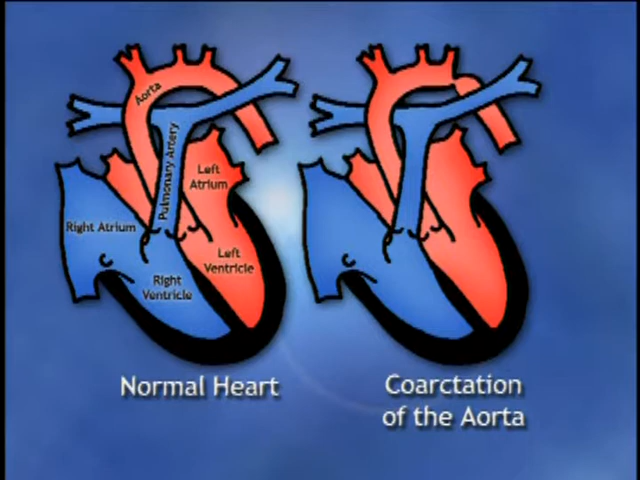 Aorta
Pulmonary Artery
Left
Atrium
Right Atrium
Left
Ventricle
Right
Ventricle
Normal Heart
Coarctation
of the Aorta